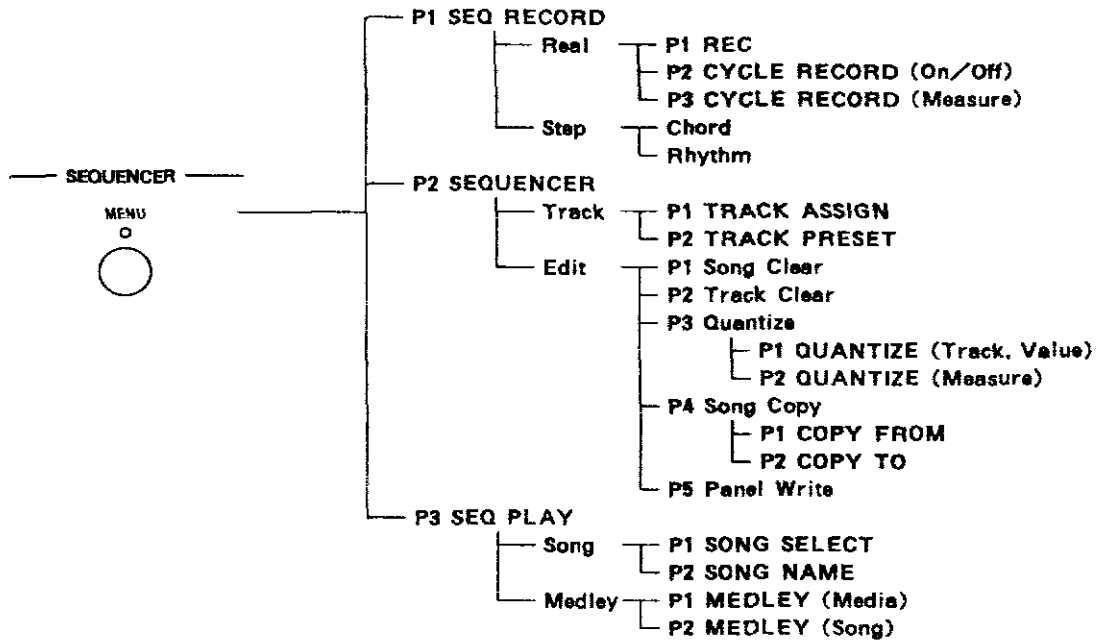 P1 SEQ RECORD
Real
P1 REC
P2 CYCLE RECORD (On／Off)
P3 CYCLE RECORD (Measure)
Step
Chord
Rhythm
SEQUENCER
MENU
P2 SEQUENCER
Track
P1 TRACK ASSIGN
P2 TRACK PRESET
Edit
P1 Song Clear
P2 Track Clear
P3 Quantize
P1 QUANTIZE (Track, Value)
P2 QUANTIZE (Measure)
P4 Song Copy
P1 COPY FROM
P2 COPY TO
P5 Panel Write
P3 SEQ PLAY
Song
P1 SONG SELECT
P2 SONG NAME
Medley
P1 MEDLEY (Media)
P2 MEDLEY (Song)